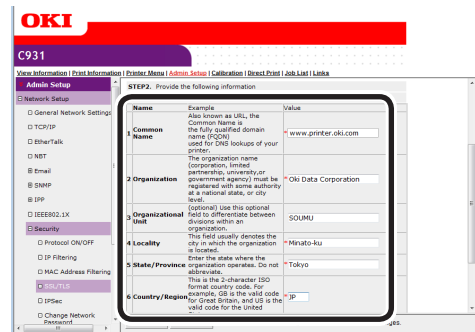 OKI
C931
View Information | Print Information | Printer Menu | Admin Setup | Calibration | Direct Print | Job List | Links
Admin Setup
Network Setup
General Network Settings
TCP/IP
EtherTalk
NBT
Email
SNMP
IPP
IEEE802.1X
Security
Protocol ON/OFF
IP Filtering
MAC Address Filtering
SSL/TLS
IPSec
Change Network
Password
STEP2. Provide the following information
Name Example Value
1 Common Name
Also known as URL, the
Common Name is
the fully qualified domain
name (FQDN)
used for DNS lookups of your
printer.
* www.printer.oki.com
2 Organization
The organization name
(corporation, limited
partnership, university,or
government agency) must be
registered with some authority
at a national, state, or city
level.
* Oki Data Corporation
3 Organizational Unit
(optional) Use this optional
field to differentiate between
divisions within an
organization.
SOUMU
4 Locality
This field usually denotes the
city in which the organization
is located.
* Minato-ku
5 State/Province
Enter the state where the
organization operates. Do not
abbreviate.
* Tokyo
6 Country/Region
This is the 2-character ISO
format country code. For
example, GB is the valid code
for Great Britain, and US is the
valid code for the United
* JP
ges.